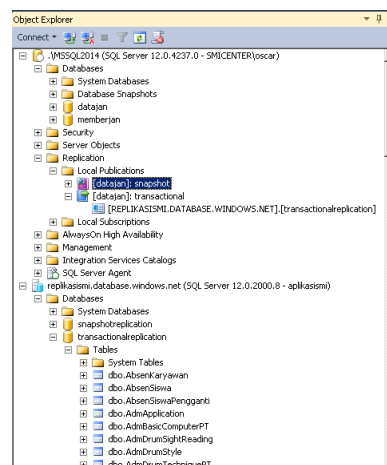 Object Explorer
Connect
.\MSSQL2014 (SQL Server 12.0.4237.0 - SMICENTER\oscar)
Databases
System Databases
Database Snapshots
datajan
memberjan
Security
Server Objects
Replication
Local Publications
[datajan]: snapshot
[datajan]: transactional
[REPLIKASISMI.DATABASE.WINDOWS.NET].[transactionalreplication]
Local Subscriptions
AlwaysOn High Availability
Management
Integration Services Catalogs
SQL Server Agent
replikasismi.database.windows.net (SQL Server 12.0.2000.8 - aplikasismi)
Databases
System Databases
snapshotreplication
transactionalreplication
Tables
System Tables
dbo.AbsenKaryawan
dbo.AbsenSiswa
dbo.AbsenSiswaPengganti
dbo.AdmApplication
dbo.AdmBasicComputerPT
dbo.AdmDrumSightReading
dbo.AdmDrumStyle
dbo.AdmDrumTechniquePT